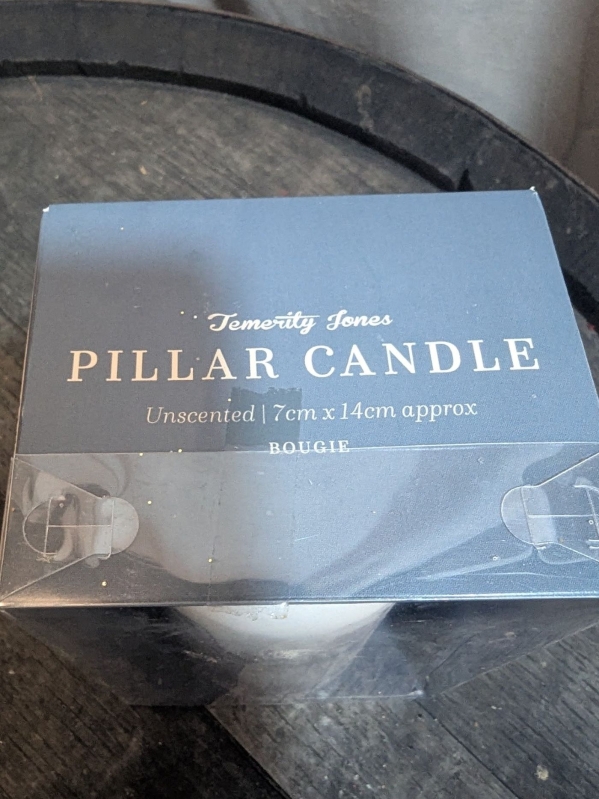 Temerity Jones
PILLAR CANDLE
Unscented | 7cm x 14cm approx
BOUGIE